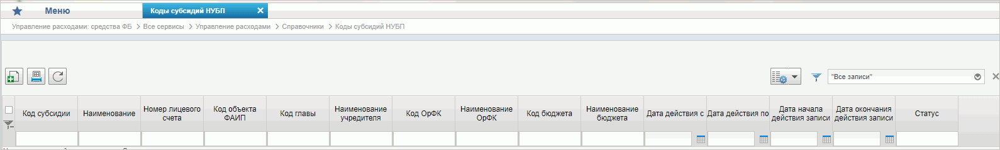 Меню
Коды субсидий НУБП
Управление расходами: средства ФБ > Все сервисы > Управление расходами > Справочники > Коды субсидий НУБП
"Все записи"
Код субсидии
Наименование
Номер лицевого
счета
Код объекта
ФАИП
Код главы
Наименование
учредителя
Код ОрФК
Наименование
ОрФК
Код бюджета
Наименование
бюджета
Дата действия с
Дата действия по
Дата начала
действия записи
Дата окончания
действия записи
Статус